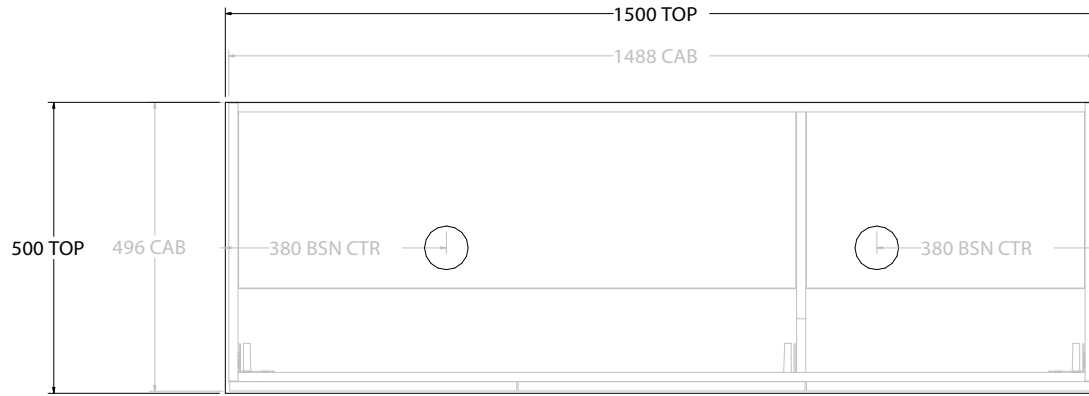 1500 TOP
1488 CAB
500 TOP
496 CAB
380 BSN CTR
380 BSN CTR